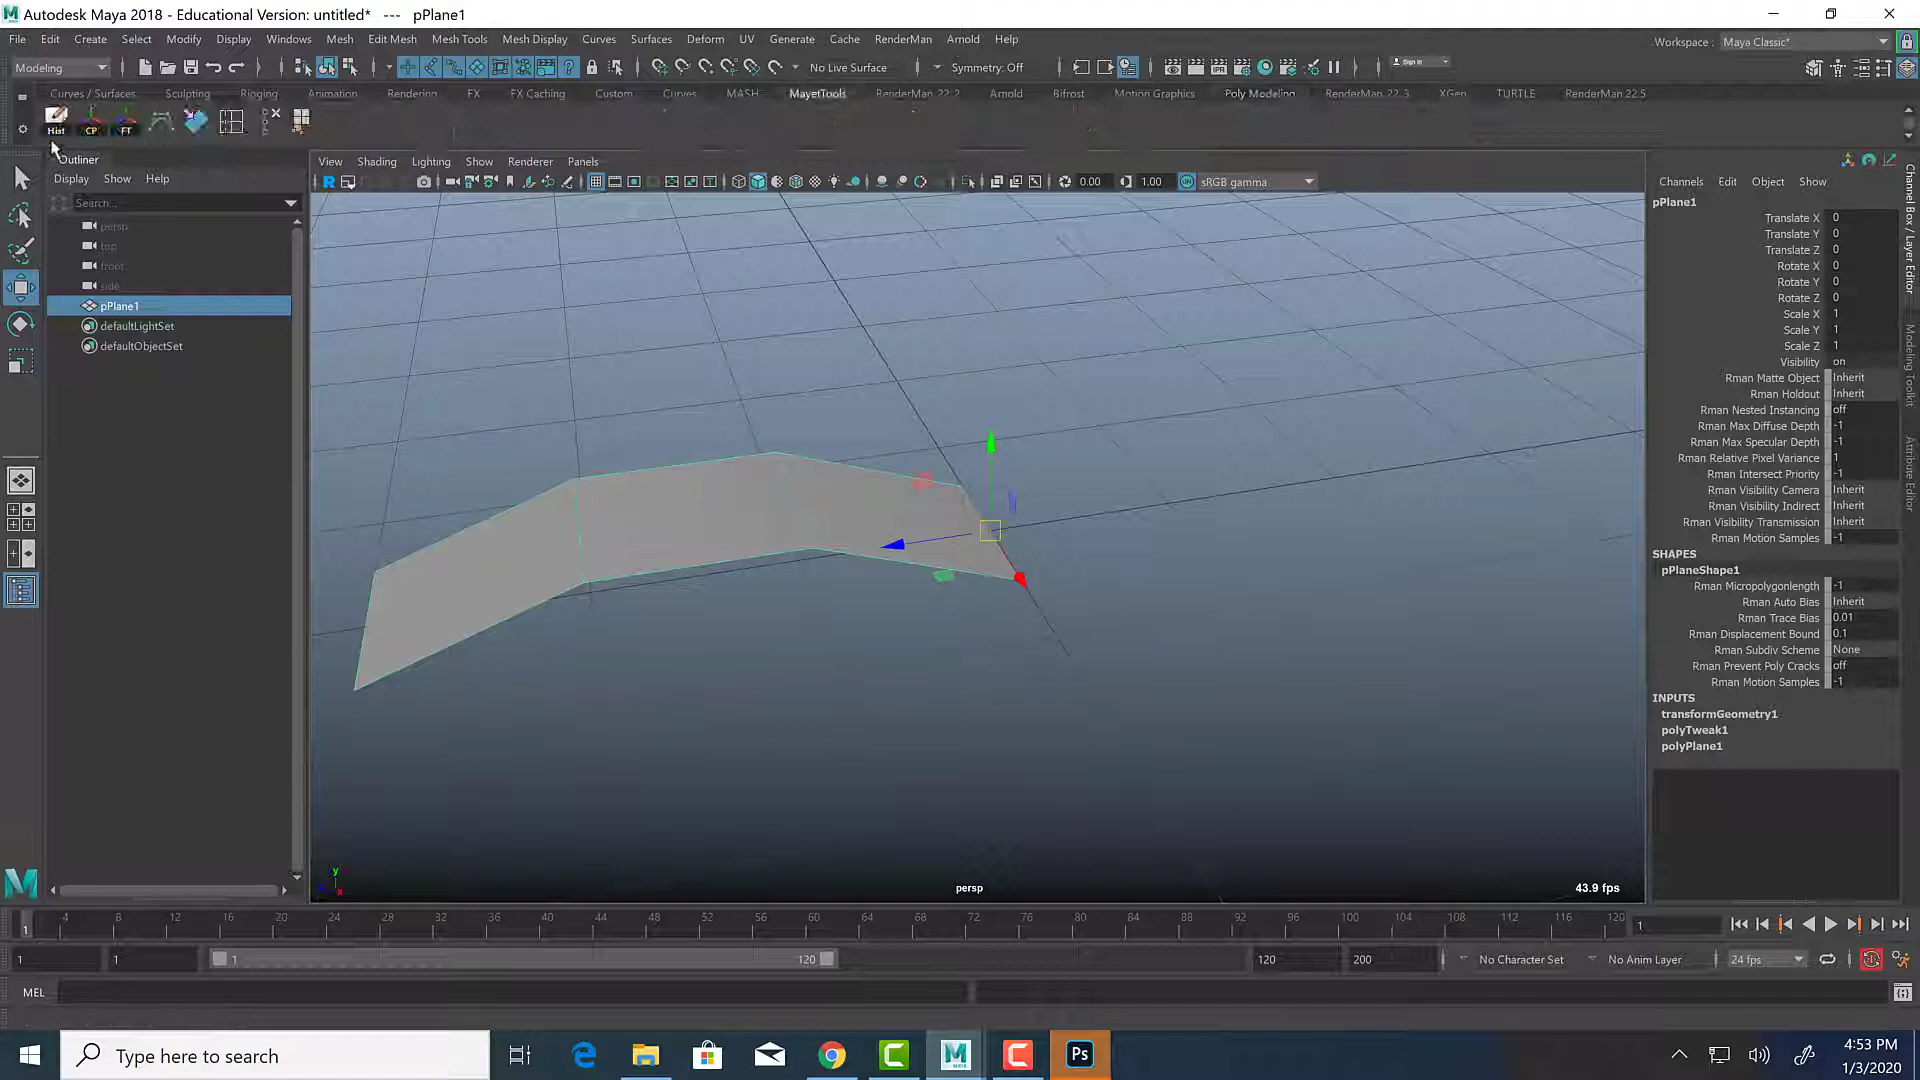 Autodesk Maya 2018 - Educational Version: untitled* --- pPlane1
File Edit Create Select Modify Display Windows Mesh Edit Mesh Mesh Tools Mesh Display Curves Surfaces Deform UV Generate Cache RenderMan Arnold Help
Workspace : Maya Classic*
Modeling No Live Surface Symmetry: Off Sign in
Curves / Surfaces Sculpting Rigging Animation Rendering FX FX Caching Custom Curves MASH MayetTools RenderMan 22.2 Arnold Bifrost Motion Graphics Poly Modeling RenderMan 22.3 XGen TURTLE RenderMan 22.5
Hist CP FT
Outliner
Display Show Help
Search...
persp
top
front
side
pPlane1
defaultLightSet
defaultObjectSet
View Shading Lighting Show Renderer Panels
0.00 1.00 sRGB gamma
persp
43.9 fps
y
x
Channels Edit Object Show
pPlane1
Translate X 0
Translate Y 0
Translate Z 0
Rotate X 0
Rotate Y 0
Rotate Z 0
Scale X 1
Scale Y 1
Scale Z 1
Visibility on
Rman Matte Object Inherit
Rman Holdout Inherit
Rman Nested Instancing off
Rman Max Diffuse Depth -1
Rman Max Specular Depth -1
Rman Relative Pixel Variance 1
Rman Intersect Priority -1
Rman Visibility Camera Inherit
Rman Visibility Indirect Inherit
Rman Visibility Transmission Inherit
Rman Motion Samples -1
SHAPES
pPlaneShape1
Rman Micropolygonlength -1
Rman Auto Bias Inherit
Rman Trace Bias 0.01
Rman Displacement Bound 0.1
Rman Subdiv Scheme None
Rman Prevent Poly Cracks off
Rman Motion Samples -1
INPUTS
transformGeometry1
polyTweak1
polyPlane1
Channel Box / Layer Editor
Modeling Toolkit
Attribute Editor
4 8 12 16 20 24 28 32 36 40 44 48 52 56 60 64 68 72 76 80 84 88 92 96 100 104 108 112 116 120
1 1
1 1 1 120 120 200 No Character Set No Anim Layer 24 fps
MEL
Type here to search
Ps
4:53 PM
1/3/2020